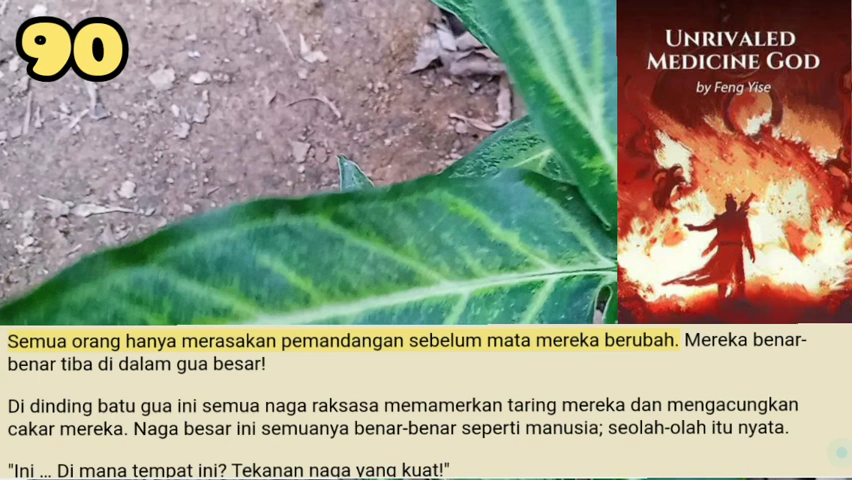 90
UNRIVALED
MEDICINE GOD
by Feng Yise
Semua orang hanya merasakan pemandangan sebelum mata mereka berubah. Mereka benar-
benar tiba di dalam gua besar!
Di dinding batu gua ini semua naga raksasa memamerkan taring mereka dan mengacungkan
cakar mereka. Naga besar ini semuanya benar-benar seperti manusia; seolah-olah itu nyata.
"Ini ... Di mana tempat ini? Tekanan naga yang kuat!"